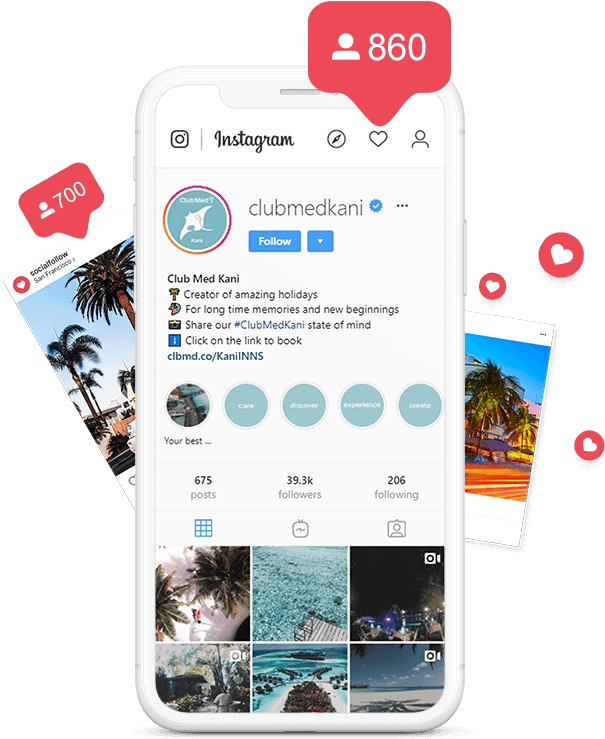 860
Instagram
700
socialfollow
San Francisco >
ClubMed
Kani
clubmedkani
Follow
Club Med Kani
Creator of amazing holidays
For long time memories and new beginnings
Share our #ClubMedKani state of mind
Click on the link to book
clbmd.co/KaniINNS
care
discover
experience
create
Your best ...
675
posts
39.3k
followers
206
following